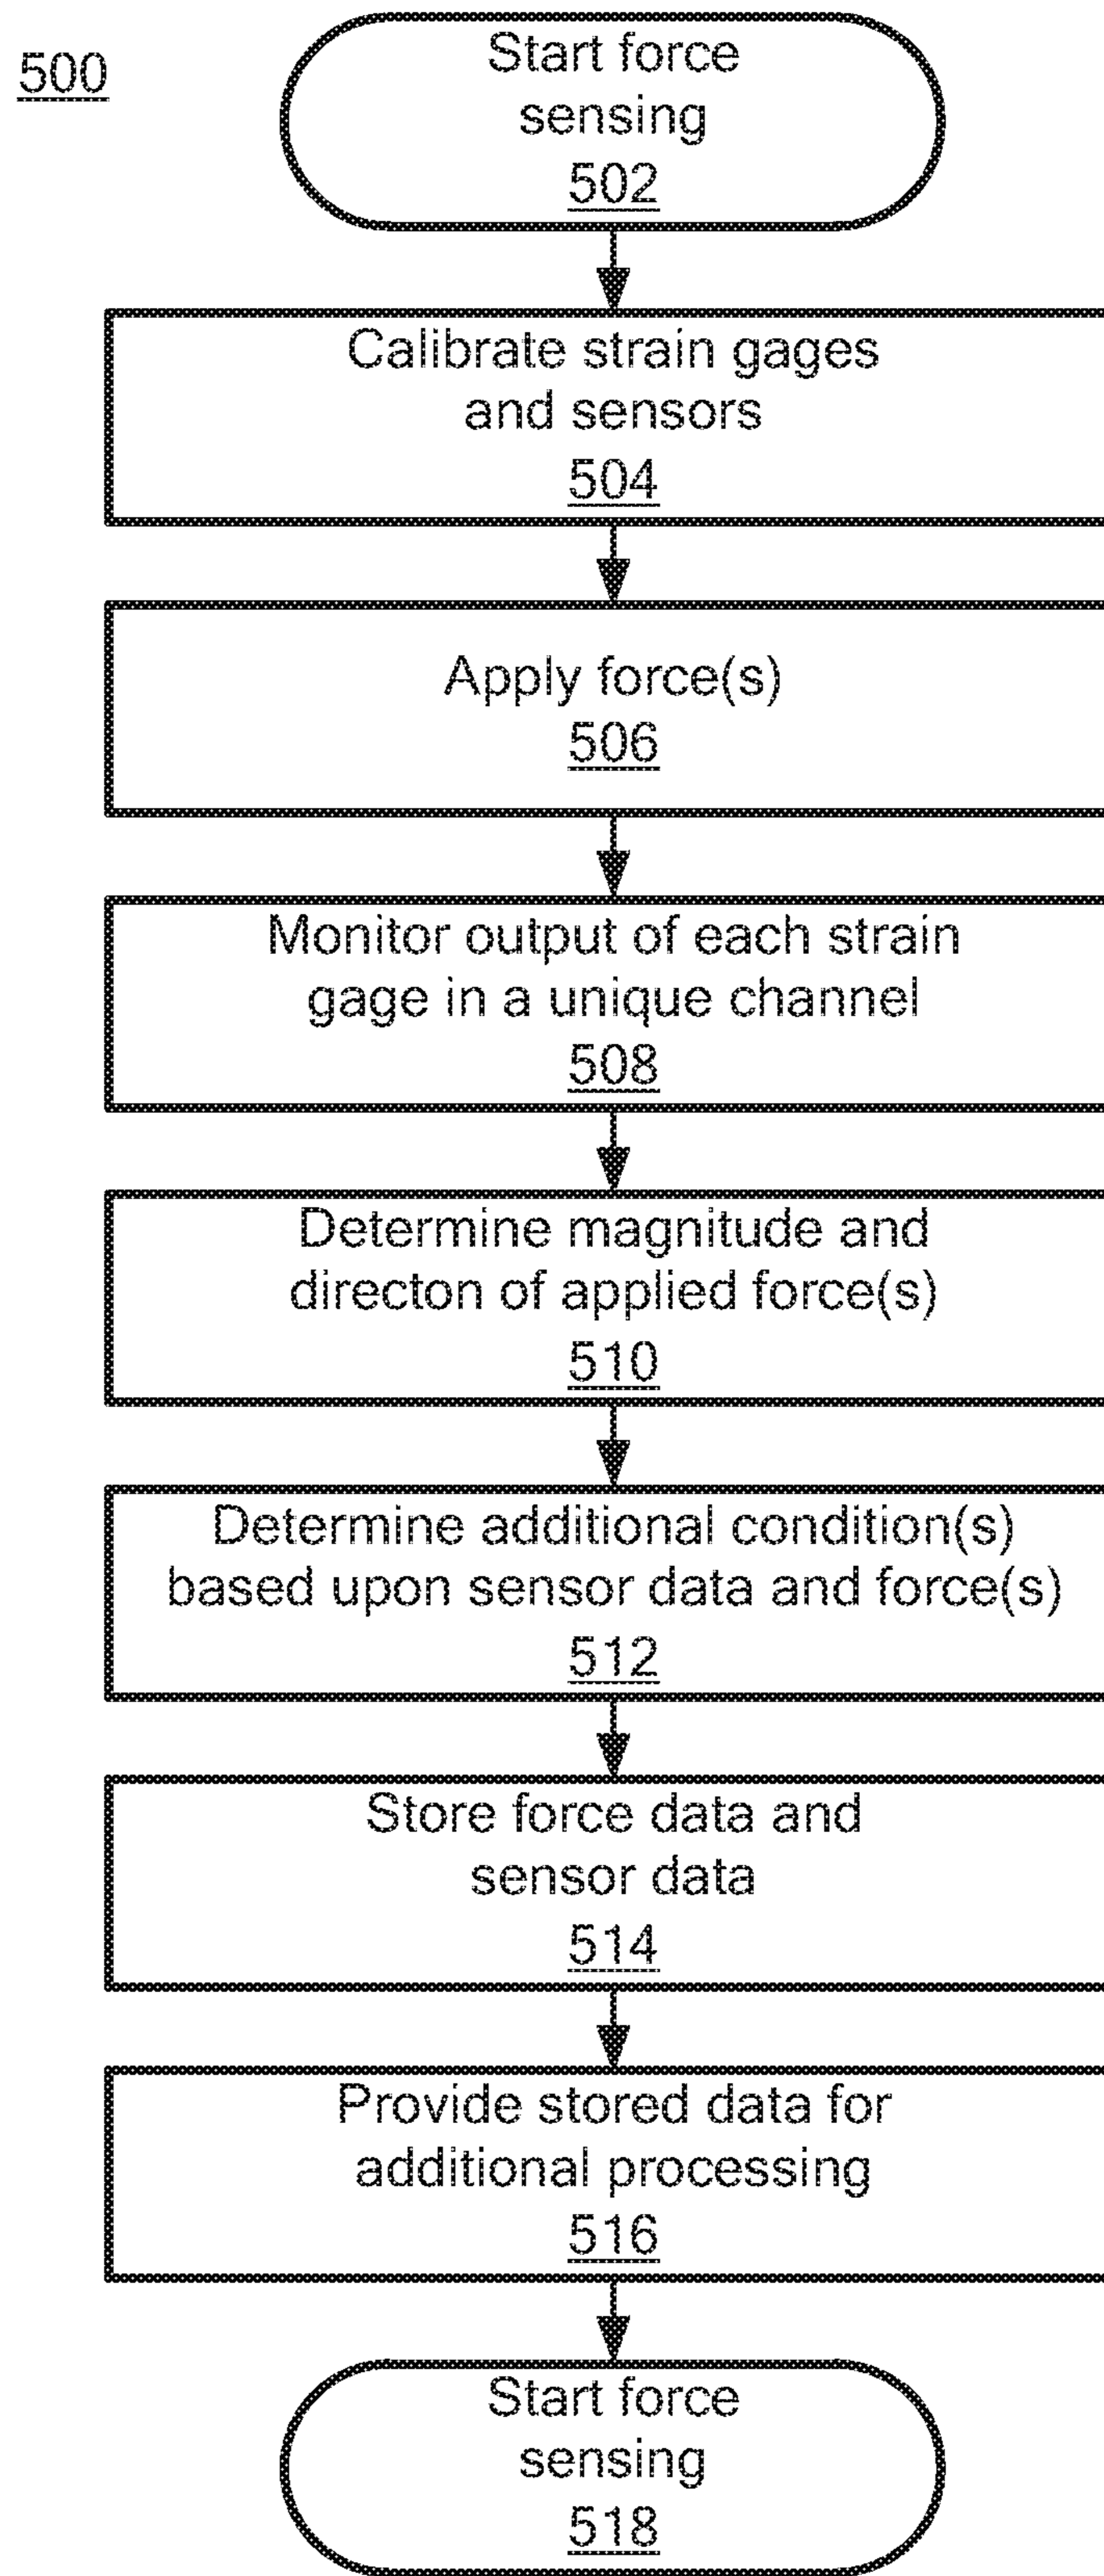 500
Start force
sensing
502
Calibrate strain gages
and sensors
504
Apply force(s)
506
Monitor output of each strain
gage in a unique channel
508
Determine magnitude and
directon of applied force(s)
510
Determine additional condition(s)
based upon sensor data and force(s)
512
Store force data and
sensor data
514
Provide stored data for
additional processing
516
Start force
sensing
518